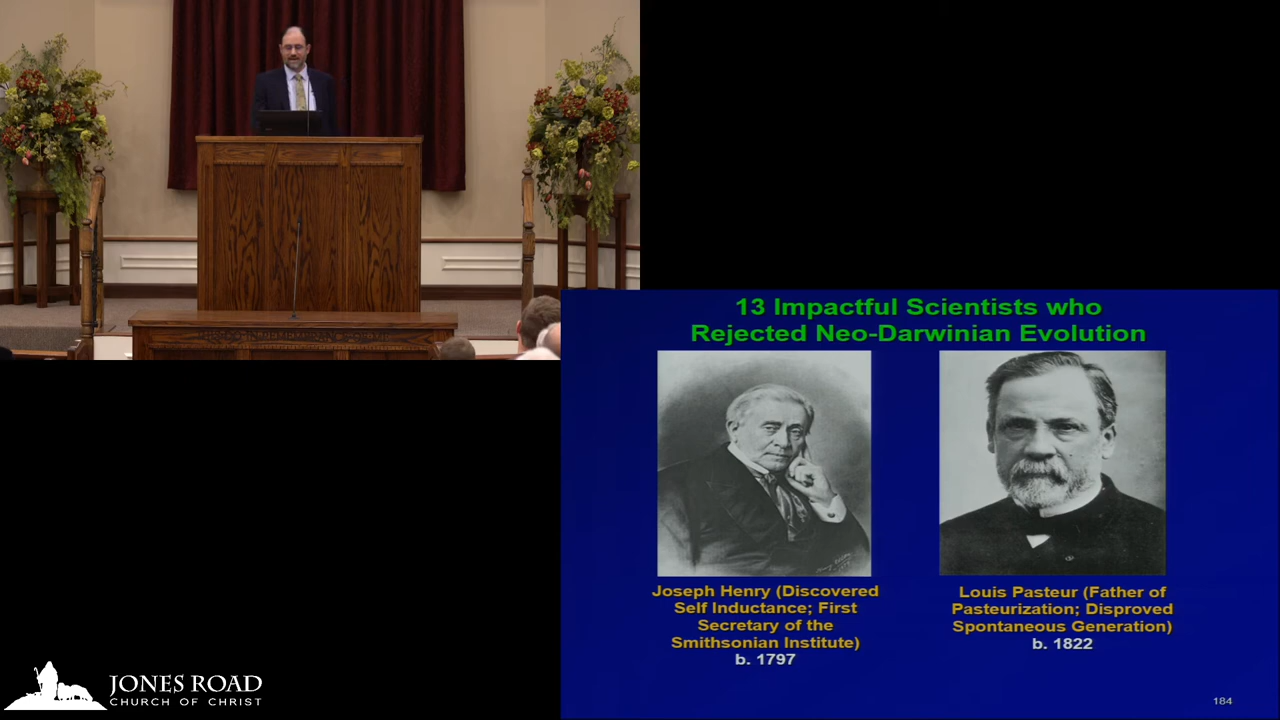 13 Impactful Scientists who
Rejected Neo-Darwinian Evolution
Joseph Henry (Discovered
Self Inductance; First
Secretary of the
Smithsonian Institute)
b. 1797
Louis Pasteur (Father of
Pasteurization; Disproved
Spontaneous Generation)
b. 1822
184
JONES ROAD
CHURCH OF CHRIST